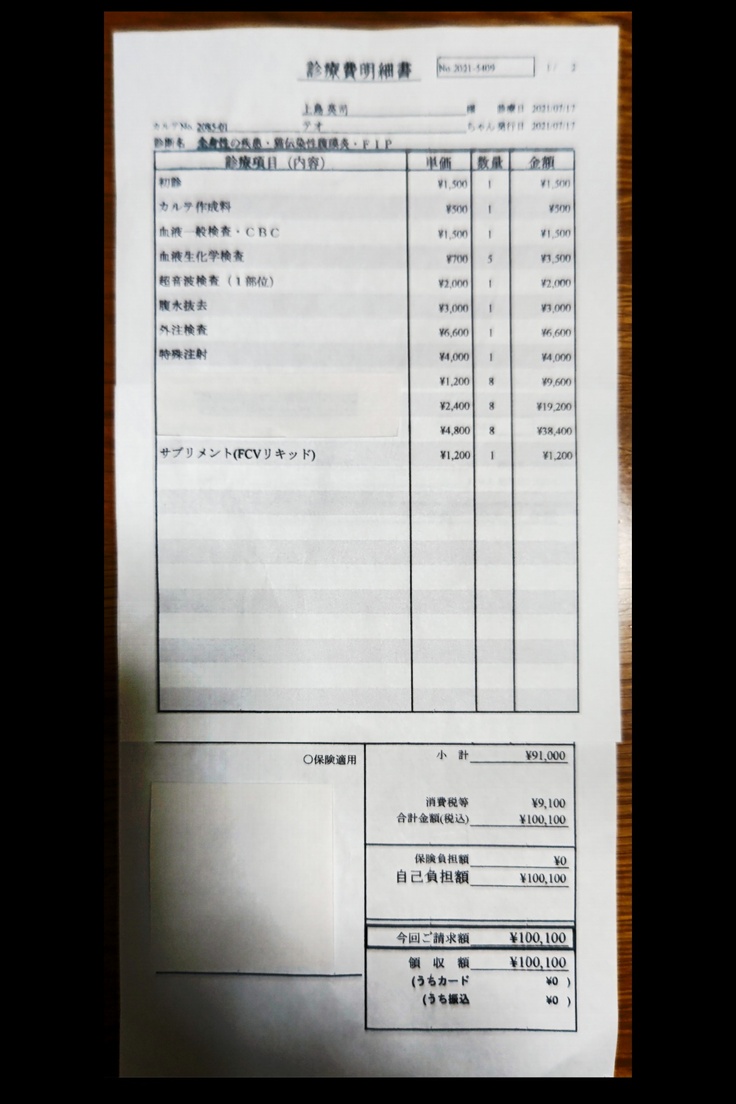 診療費明細書 No.2021-5409 1 / 2
上島英司 様 診療日 2021/07/17
カルテNo. 2085-01 テオ ちゃん 発行日 2021/07/17
診断名 全身性の疾患・猫伝染性腹膜炎・FIP
診療項目（内容） 単価 数量 金額
初診 ¥1,500 1 ¥1,500
カルテ作成料 ¥500 1 ¥500
血液一般検査・CBC ¥1,500 1 ¥1,500
血液生化学検査 ¥700 5 ¥3,500
超音波検査（1部位） ¥2,000 1 ¥2,000
腹水抜去 ¥3,000 1 ¥3,000
外注検査 ¥6,600 1 ¥6,600
特殊注射 ¥4,000 1 ¥4,000
¥1,200 8 ¥9,600
¥2,400 8 ¥19,200
¥4,800 8 ¥38,400
サプリメント(FCVリキッド) ¥1,200 1 ¥1,200
○保険適用
小計 ¥91,000
消費税等 ¥9,100
合計金額(税込) ¥100,100
保険負担額 ¥0
自己負担額 ¥100,100
今回ご請求額 ¥100,100
領収額 ¥100,100
(うちカード ¥0 )
(うち振込 ¥0 )